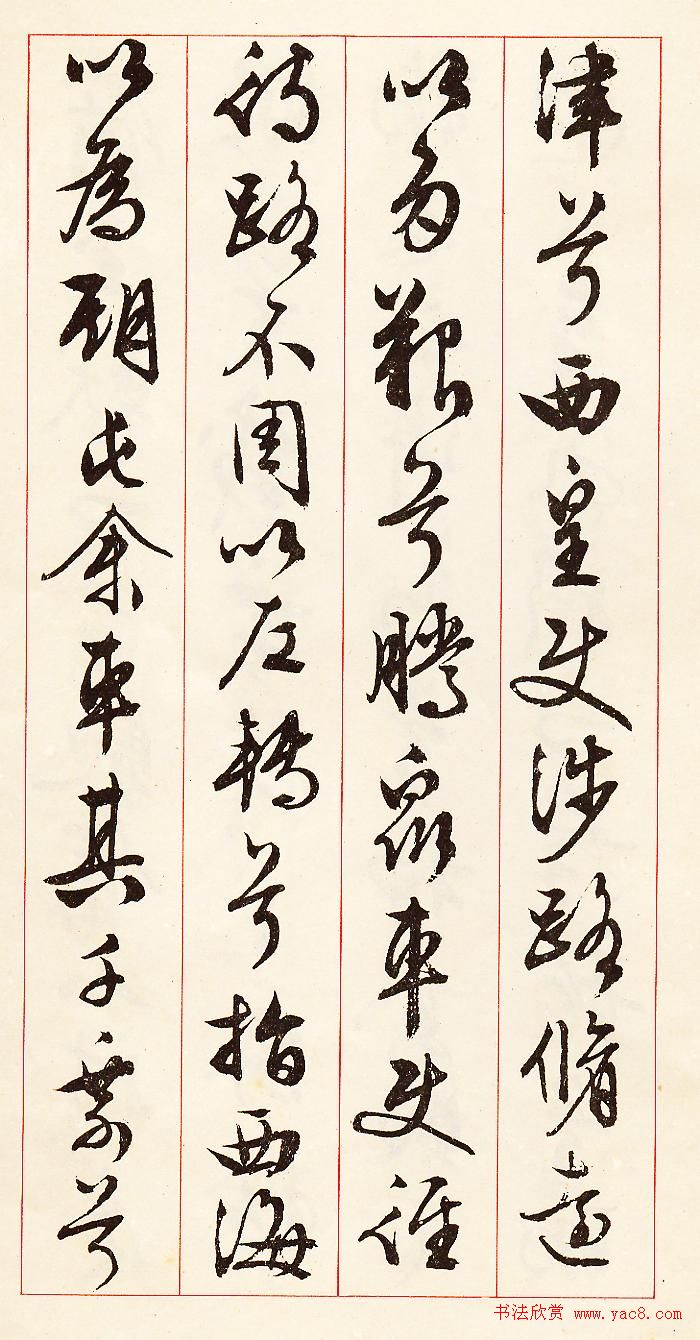 津兮西皇使涉路脩遠
以多艱兮騰衆車使徑
待路不周以左轉兮指西海
以為期屯余車其千乘兮
书法欣赏 www.yac8.com